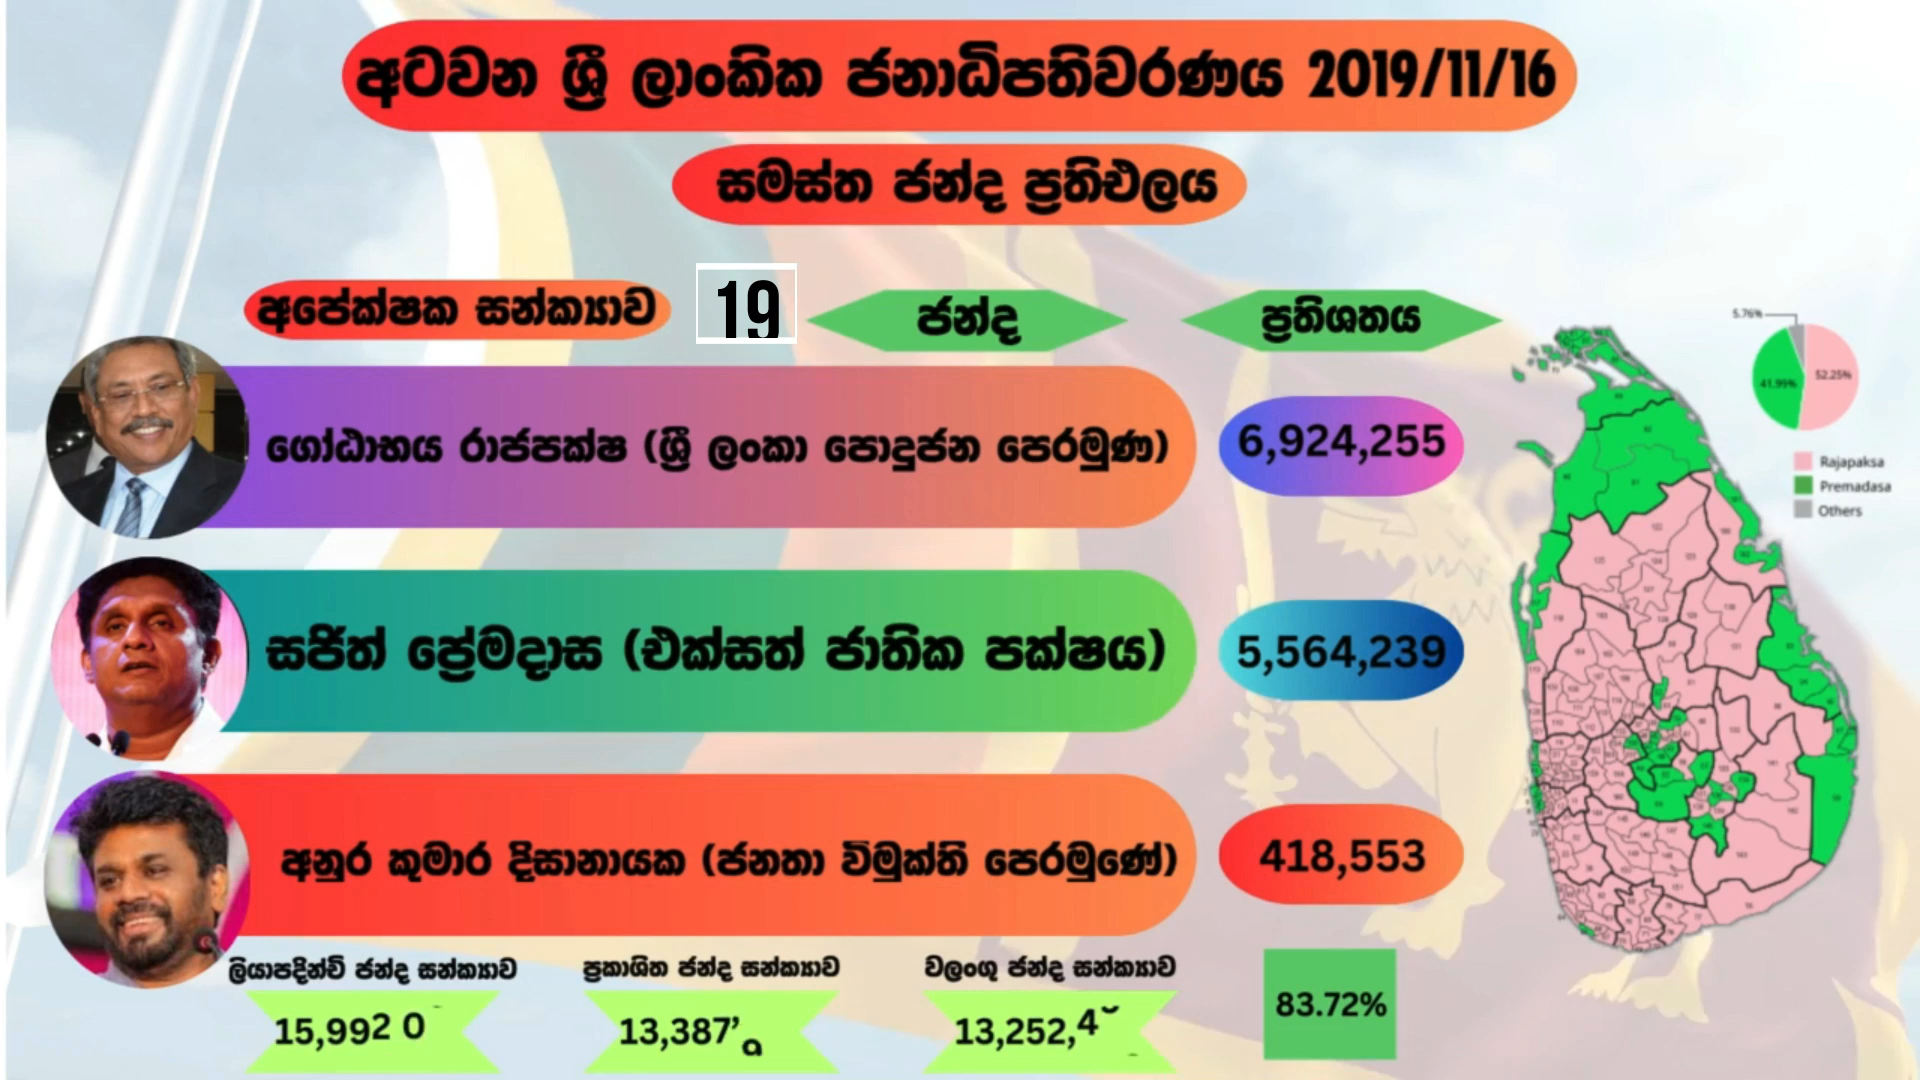 අටවන ශ්‍රී ලාංකික ජනාධිපතිවරණය 2019/11/16
සමස්ත ඡන්ද ප්‍රතිඵලය
අපේක්ෂක සන්ක්‍යාව 19 ඡන්ද ප්‍රතිශතය
5.76%
41.99% 52.25%
ගෝඨාභය රාජපක්ෂ (ශ්‍රී ලංකා පොදුජන පෙරමුණ) 6,924,255
Rajapaksa
Premadasa
Others
සජිත් ප්‍රේමදාස (එක්සත් ජාතික පක්ෂය) 5,564,239
අනුර කුමාර දිසානායක (ජනතා විමුක්ති පෙරමුණේ) 418,553
ලියාපදින්චි ඡන්ද සන්ක්‍යාව ප්‍රකාශිත ඡන්ද සන්ක්‍යාව වලංගු ඡන්ද සන්ක්‍යාව
83.72%